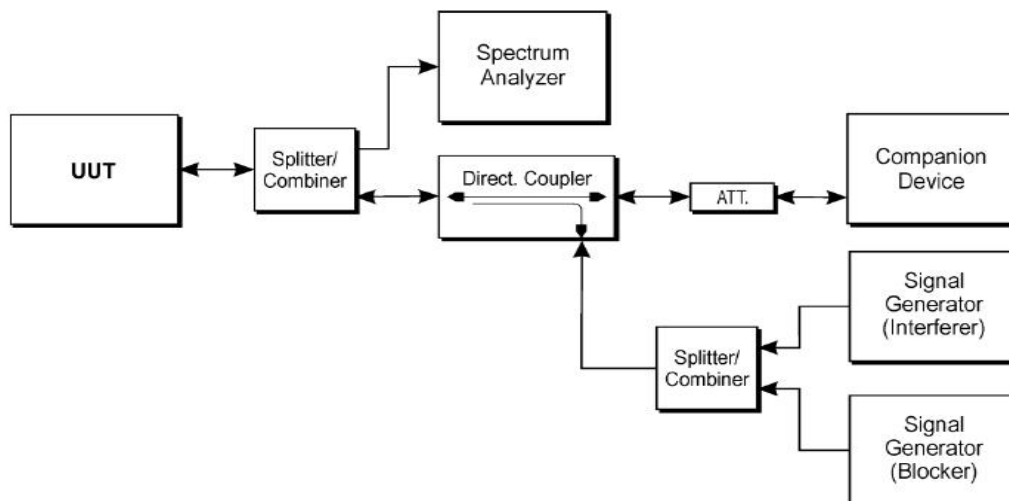 Spectrum
Analyzer
UUT
Splitter/
Combiner
Direct. Coupler
ATT.
Companion
Device
Signal
Generator
(Interferer)
Splitter/
Combiner
Signal
Generator
(Blocker)